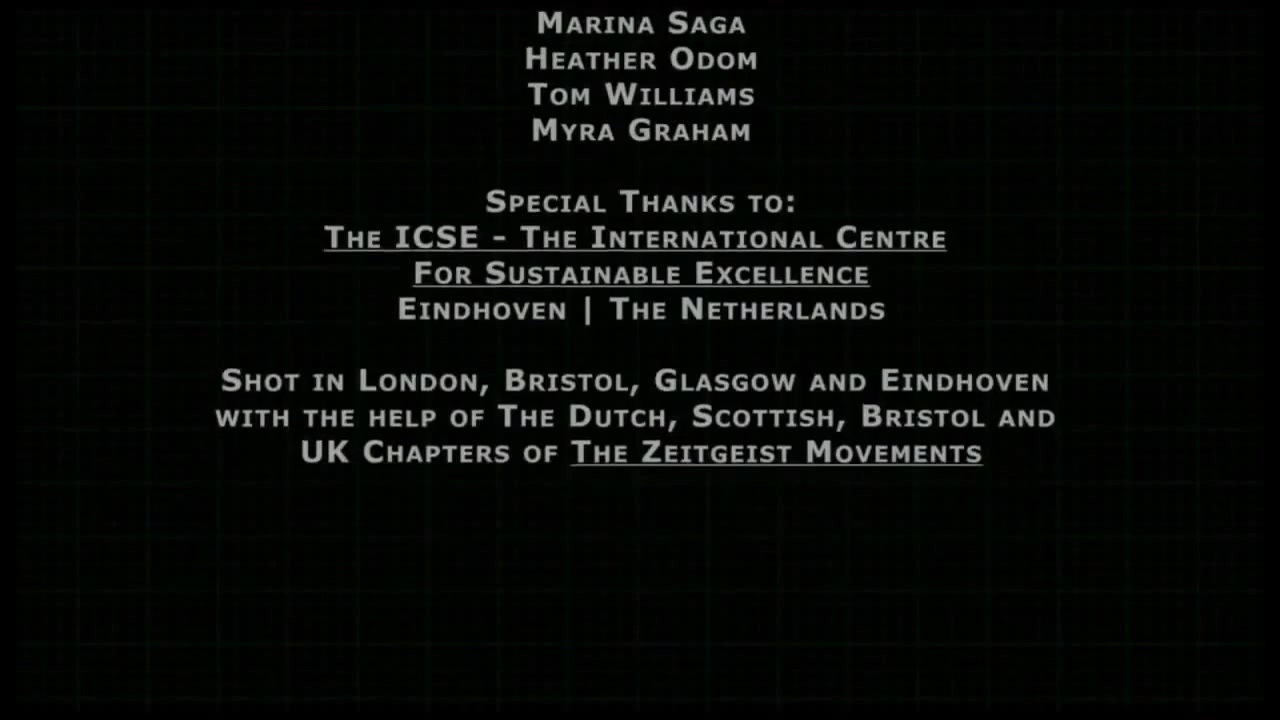 Marina Saga
Heather Odom
Tom Williams
Myra Graham
Special Thanks to:
The ICSE - The International Centre
For Sustainable Excellence
Eindhoven | The Netherlands
Shot in London, Bristol, Glasgow and Eindhoven
with the help of The Dutch, Scottish, Bristol and
UK Chapters of The Zeitgeist Movements